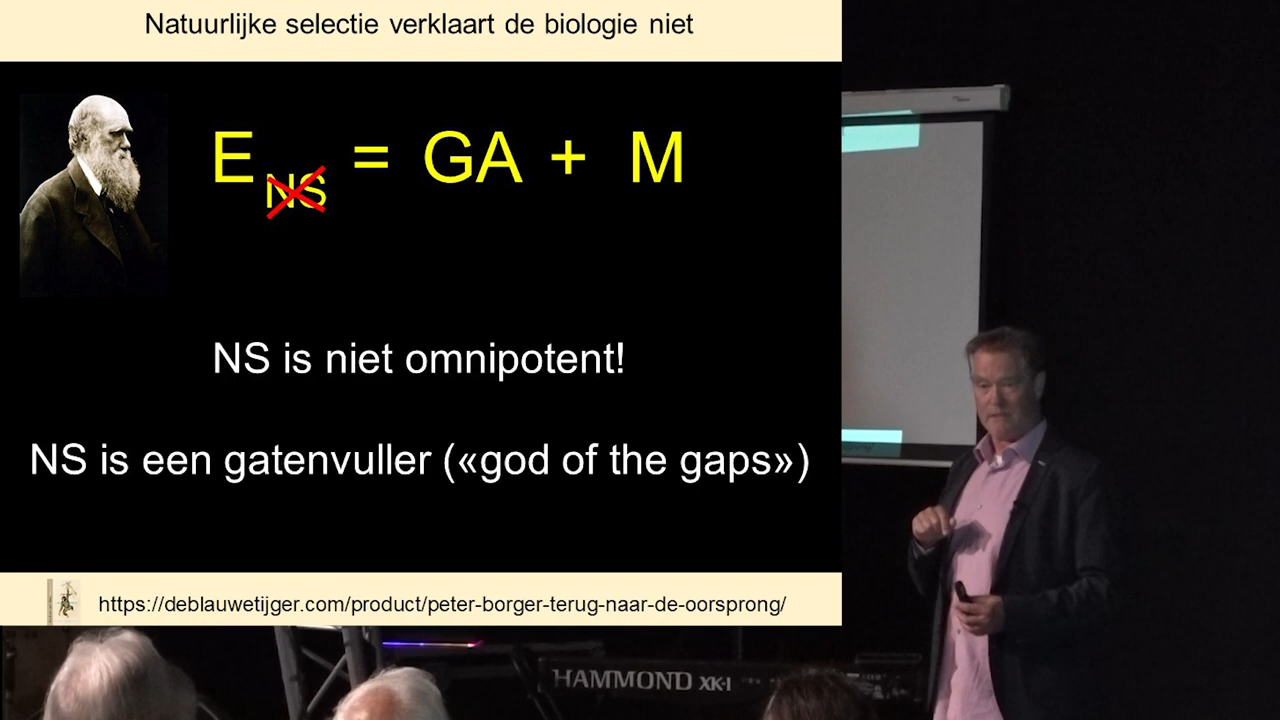 Natuurlijke selectie verklaart de biologie niet
E NS = GA + M
NS is niet omnipotent!
NS is een gatenvuller («god of the gaps»)
https://deblauwetijger.com/product/peter-borger-terug-naar-de-oorsprong/
HAMMOND XK-1